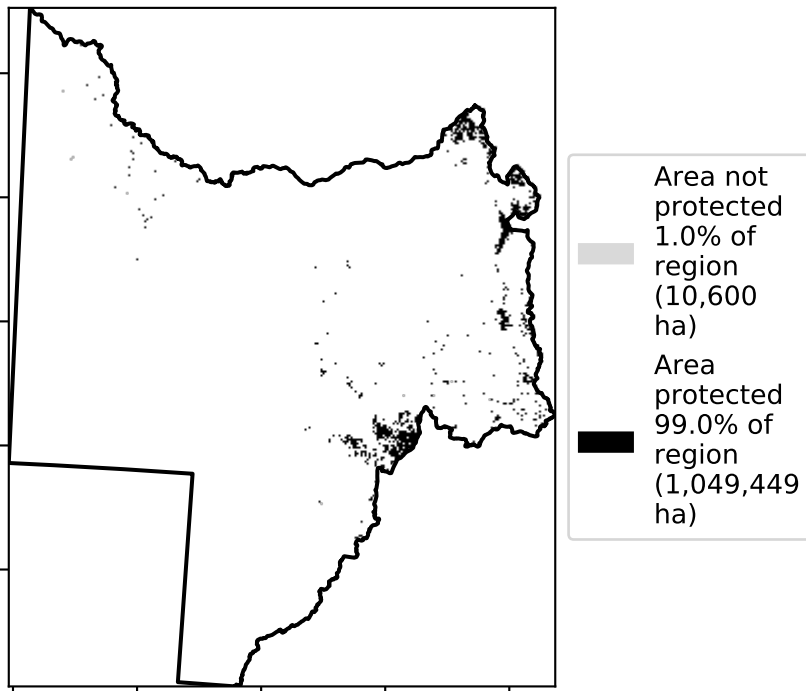 Area not
protected
1.0% of
region
(10,600
ha)
Area
protected
99.0% of
region
(1,049,449
ha)